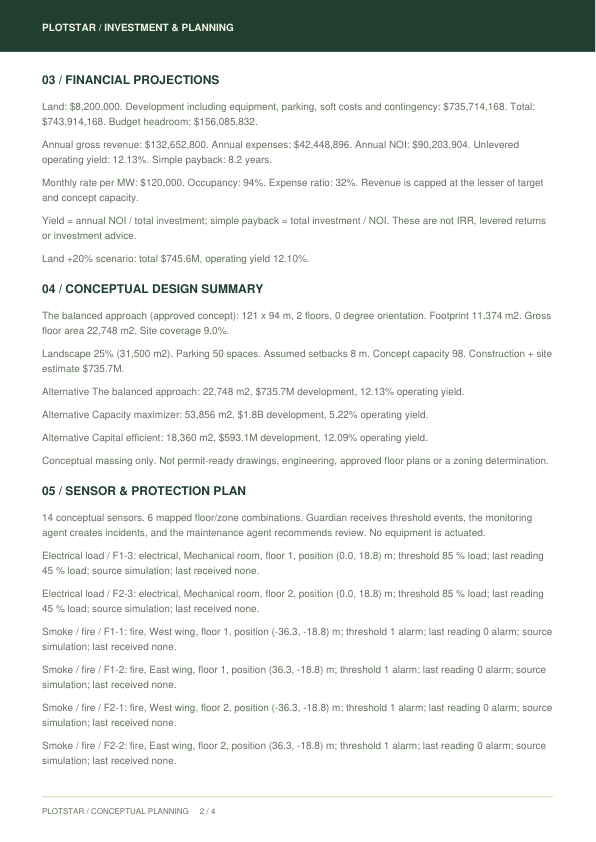 PLOTSTAR / INVESTMENT & PLANNING
03 / FINANCIAL PROJECTIONS
Land: $8,200,000. Development including equipment, parking, soft costs and contingency: $735,714,168. Total:
$743,914,168. Budget headroom: $156,085,832.
Annual gross revenue: $132,652,800. Annual expenses: $42,448,896. Annual NOI: $90,203,904. Unlevered
operating yield: 12.13%. Simple payback: 8.2 years.
Monthly rate per MW: $120,000. Occupancy: 94%. Expense ratio: 32%. Revenue is capped at the lesser of target
and concept capacity.
Yield = annual NOI / total investment; simple payback = total investment / NOI. These are not IRR, levered returns
or investment advice.
Land +20% scenario: total $745.6M, operating yield 12.10%.
04 / CONCEPTUAL DESIGN SUMMARY
The balanced approach (approved concept): 121 x 94 m, 2 floors, 0 degree orientation. Footprint 11,374 m2. Gross
floor area 22,748 m2. Site coverage 9.0%.
Landscape 25% (31,500 m2). Parking 50 spaces. Assumed setbacks 8 m. Concept capacity 98. Construction + site
estimate $735.7M.
Alternative The balanced approach: 22,748 m2, $735.7M development, 12.13% operating yield.
Alternative Capacity maximizer: 53,856 m2, $1.8B development, 5.22% operating yield.
Alternative Capital efficient: 18,360 m2, $593.1M development, 12.09% operating yield.
Conceptual massing only. Not permit-ready drawings, engineering, approved floor plans or a zoning determination.
05 / SENSOR & PROTECTION PLAN
14 conceptual sensors. 6 mapped floor/zone combinations. Guardian receives threshold events, the monitoring
agent creates incidents, and the maintenance agent recommends review. No equipment is actuated.
Electrical load / F1-3: electrical, Mechanical room, floor 1, position (0.0, 18.8) m; threshold 85 % load; last reading
45 % load; source simulation; last received none.
Electrical load / F2-3: electrical, Mechanical room, floor 2, position (0.0, 18.8) m; threshold 85 % load; last reading
45 % load; source simulation; last received none.
Smoke / fire / F1-1: fire, West wing, floor 1, position (-36.3, -18.8) m; threshold 1 alarm; last reading 0 alarm; source
simulation; last received none.
Smoke / fire / F1-2: fire, East wing, floor 1, position (36.3, -18.8) m; threshold 1 alarm; last reading 0 alarm; source
simulation; last received none.
Smoke / fire / F2-1: fire, West wing, floor 2, position (-36.3, -18.8) m; threshold 1 alarm; last reading 0 alarm; source
simulation; last received none.
Smoke / fire / F2-2: fire, East wing, floor 2, position (36.3, -18.8) m; threshold 1 alarm; last reading 0 alarm; source
simulation; last received none.
PLOTSTAR / CONCEPTUAL PLANNING 2 / 4